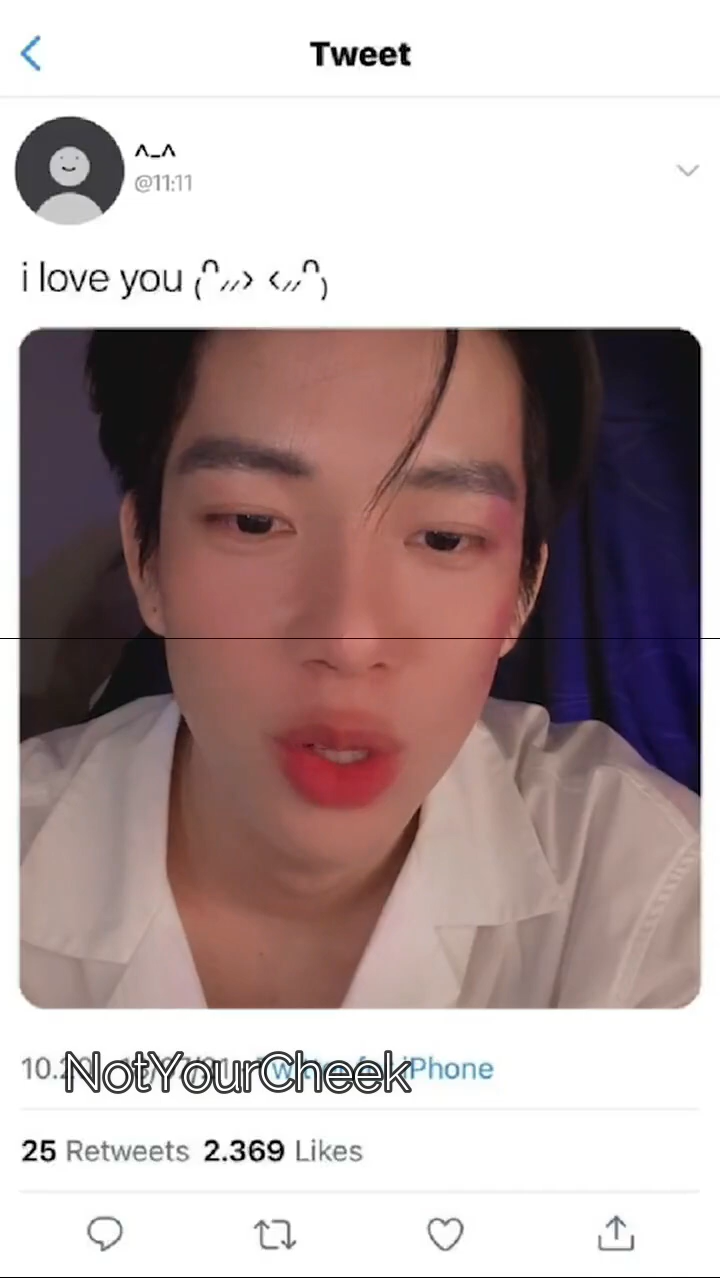 Tweet
^_^
@11:11
i love you (ᐢ⸝⸝› ‹⸝⸝ᐢ)
10.2 iPhone
NotYourCheek
25 Retweets 2.369 Likes